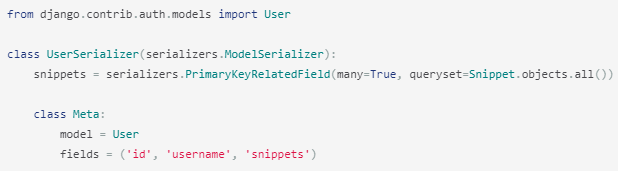 from django.contrib.auth.models import User

class UserSerializer(serializers.ModelSerializer):
    snippets = serializers.PrimaryKeyRelatedField(many=True, queryset=Snippet.objects.all())

    class Meta:
        model = User
        fields = ('id', 'username', 'snippets')